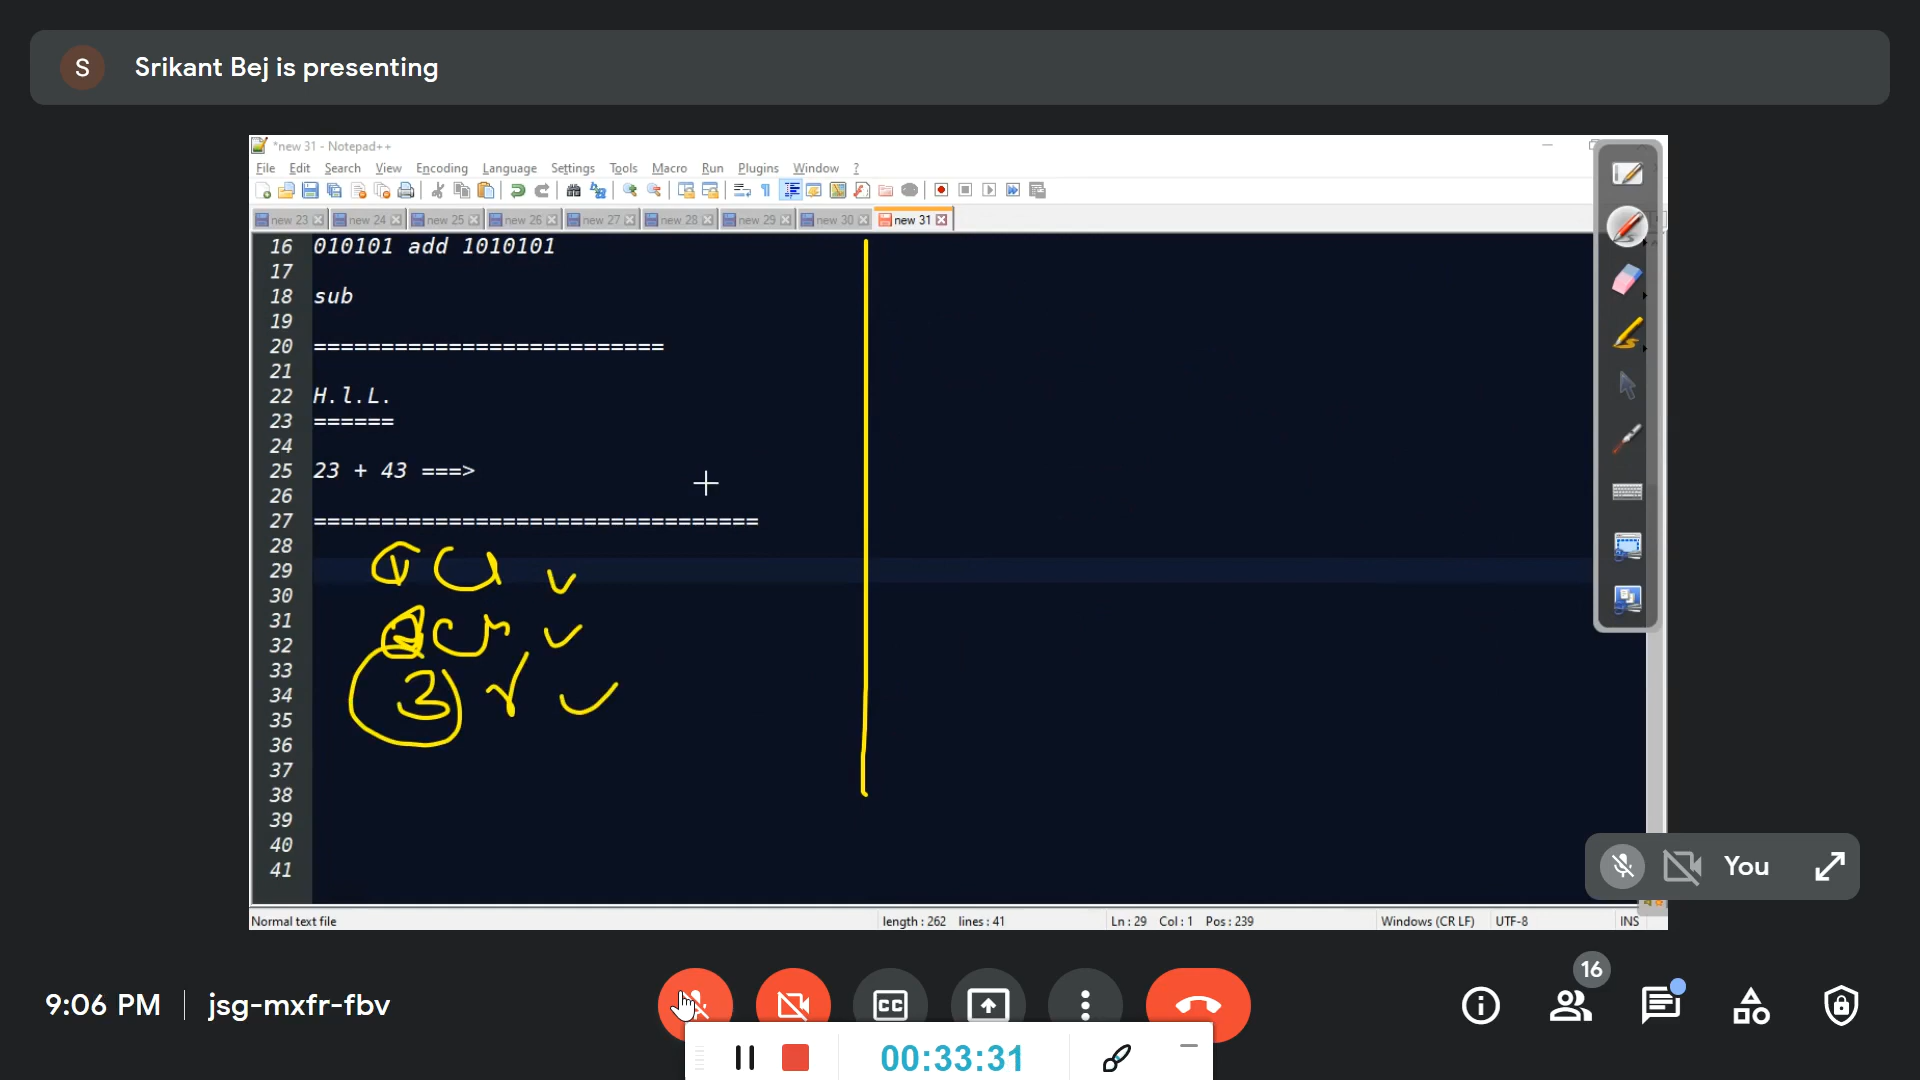 S Srikant Bej is presenting
*new 31 - Notepad++
File Edit Search View Encoding Language Settings Tools Macro Run Plugins Window ?
new 23 new 24 new 25 new 26 new 27 new 28 new 29 new 30 new 31
16 010101 add 1010101
17
18 sub
19
20 ==========================
21
22 H.l.L.
23 ======
24
25 23 + 43 ===>
26
27 =================================
28
29
30
31
32
33
34
35
36
37
38
39
40
41
1
2
3
You
Normal text file length : 262 lines : 41 Ln : 29 Col : 1 Pos : 239 Windows (CR LF) UTF-8 INS
16
9:06 PM jsg-mxfr-fbv CC
00:33:31